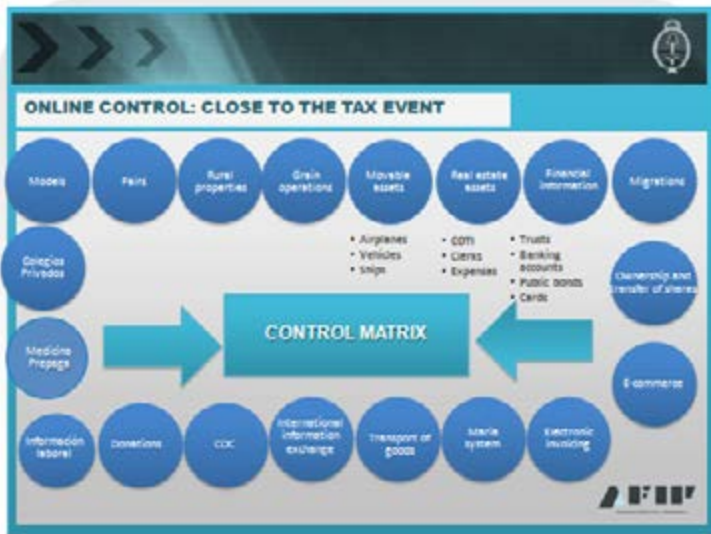 ONLINE CONTROL: CLOSE TO THE TAX EVENT
Models
Fairs
Rural
properties
Grain
operations
Movable
assets
Real estate
assets
Financial
information
Migrations
• Airplanes
• Vehicles
• Ships
• COTI
• Clerks
• Expenses
• Trusts
• Banking
accounts
• Public bonds
• Cards
Colegios
Privados
Ownership and
transfer of shares
CONTROL MATRIX
Medicina
Prepaga
E-commerce
Información
laboral
Donations
CDC
International
information
exchange
Transport of
goods
Maria
system
Electronic
invoicing
AFIP